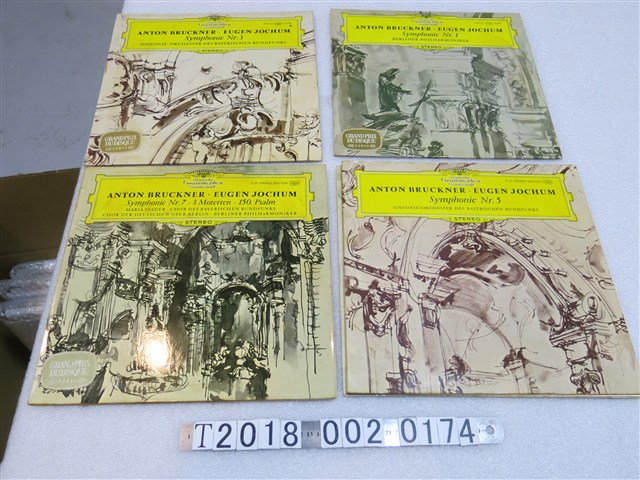 ANTON BRUCKNER · EUGEN JOCHUM
Symphonie Nr. 3
SINFONIE-ORCHESTER DES BAYERISCHEN RUNDFUNKS
STEREO
GRAND PRIX
DU DISQUE
ANTON BRUCKNER · EUGEN JOCHUM
Symphonie Nr. 1
BERLINER PHILHARMONIKER
STEREO
GRAND PRIX
DU DISQUE
ANTON BRUCKNER · EUGEN JOCHUM
Symphonie Nr. 7 · 3 Motetten · 150. Psalm
MARIA STADER · CHOR DES BAYERISCHEN RUNDFUNKS
CHOR DER DEUTSCHEN OPER BERLIN · BERLINER PHILHARMONIKER
STEREO
GRAND PRIX
DU DISQUE
ANTON BRUCKNER · EUGEN JOCHUM
Symphonie Nr. 5
SINFONIE-ORCHESTER DES BAYERISCHEN RUNDFUNKS
STEREO
T2018 002 0174